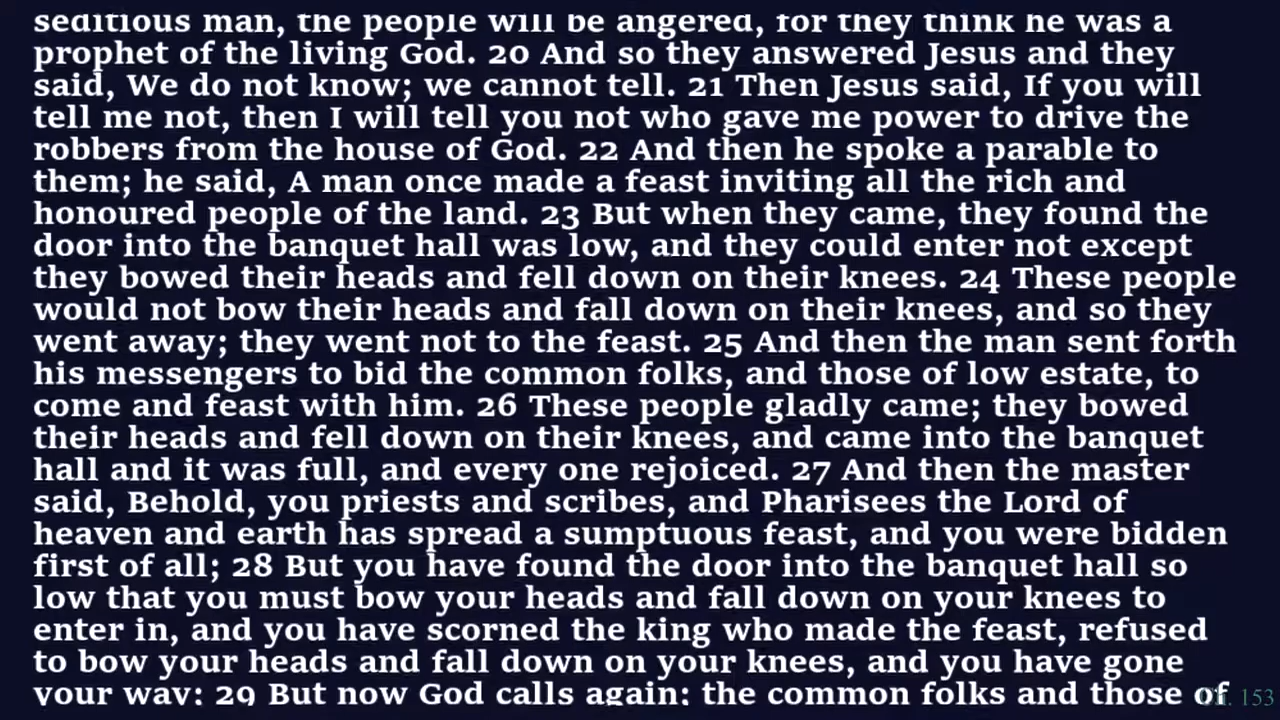 seditious man, the people will be angered, for they think he was a
prophet of the living God. 20 And so they answered Jesus and they
said, We do not know; we cannot tell. 21 Then Jesus said, If you will
tell me not, then I will tell you not who gave me power to drive the
robbers from the house of God. 22 And then he spoke a parable to
them; he said, A man once made a feast inviting all the rich and
honoured people of the land. 23 But when they came, they found the
door into the banquet hall was low, and they could enter not except
they bowed their heads and fell down on their knees. 24 These people
would not bow their heads and fall down on their knees, and so they
went away; they went not to the feast. 25 And then the man sent forth
his messengers to bid the common folks, and those of low estate, to
come and feast with him. 26 These people gladly came; they bowed
their heads and fell down on their knees, and came into the banquet
hall and it was full, and every one rejoiced. 27 And then the master
said, Behold, you priests and scribes, and Pharisees the Lord of
heaven and earth has spread a sumptuous feast, and you were bidden
first of all; 28 But you have found the door into the banquet hall so
low that you must bow your heads and fall down on your knees to
enter in, and you have scorned the king who made the feast, refused
to bow your heads and fall down on your knees, and you have gone
your way; 29 But now God calls again; the common folks and those of
Ch. 153